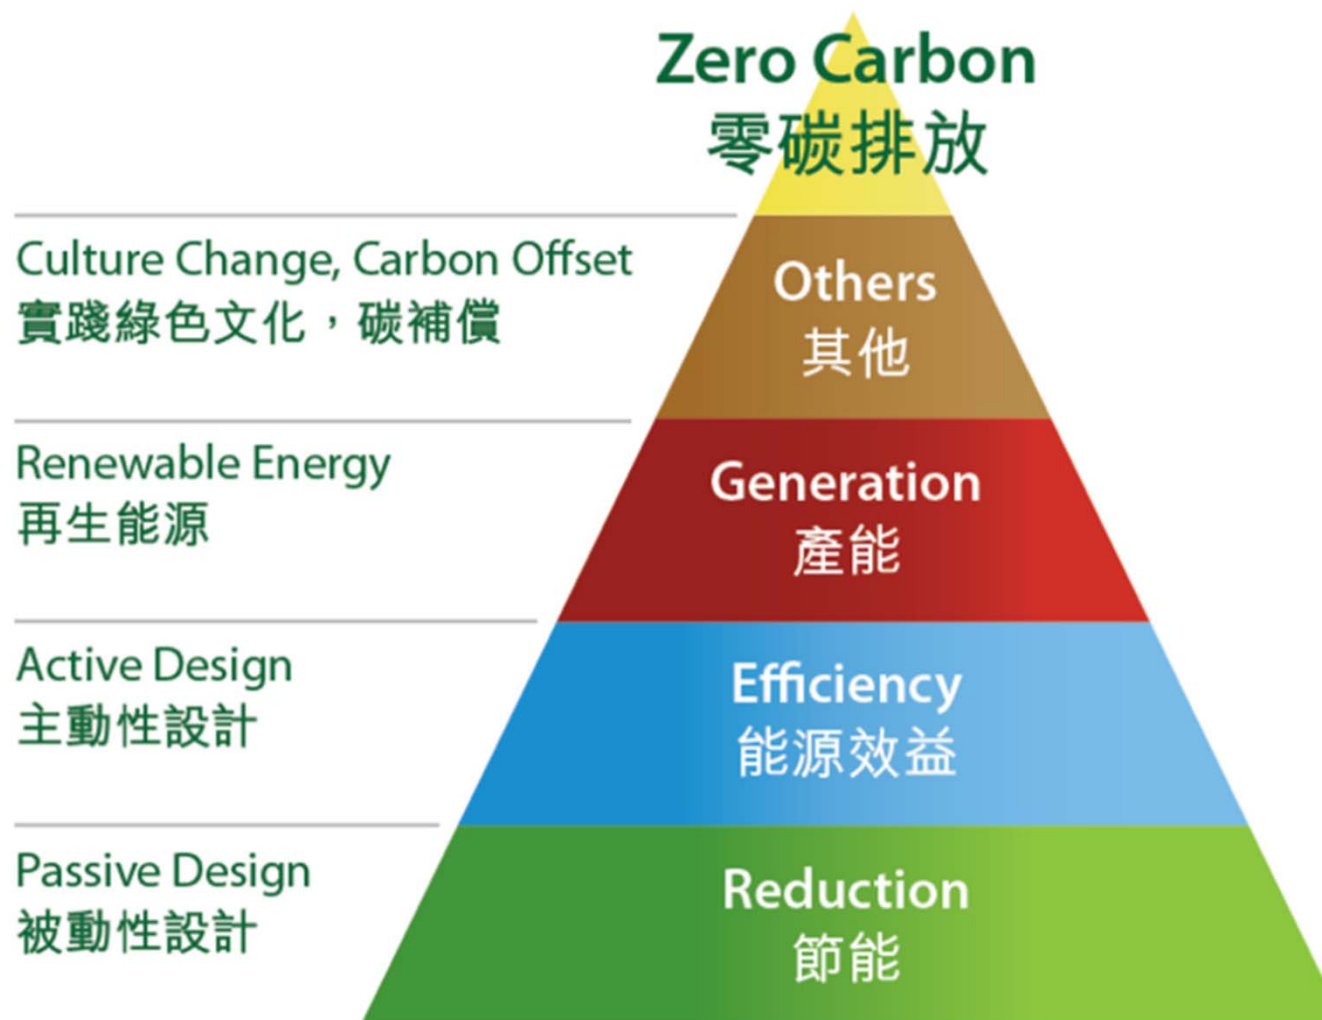 Zero Carbon
零碳排放
Culture Change, Carbon Offset
實踐綠色文化，碳補償
Others
其他
Renewable Energy
再生能源
Generation
產能
Active Design
主動性設計
Efficiency
能源效益
Passive Design
被動性設計
Reduction
節能